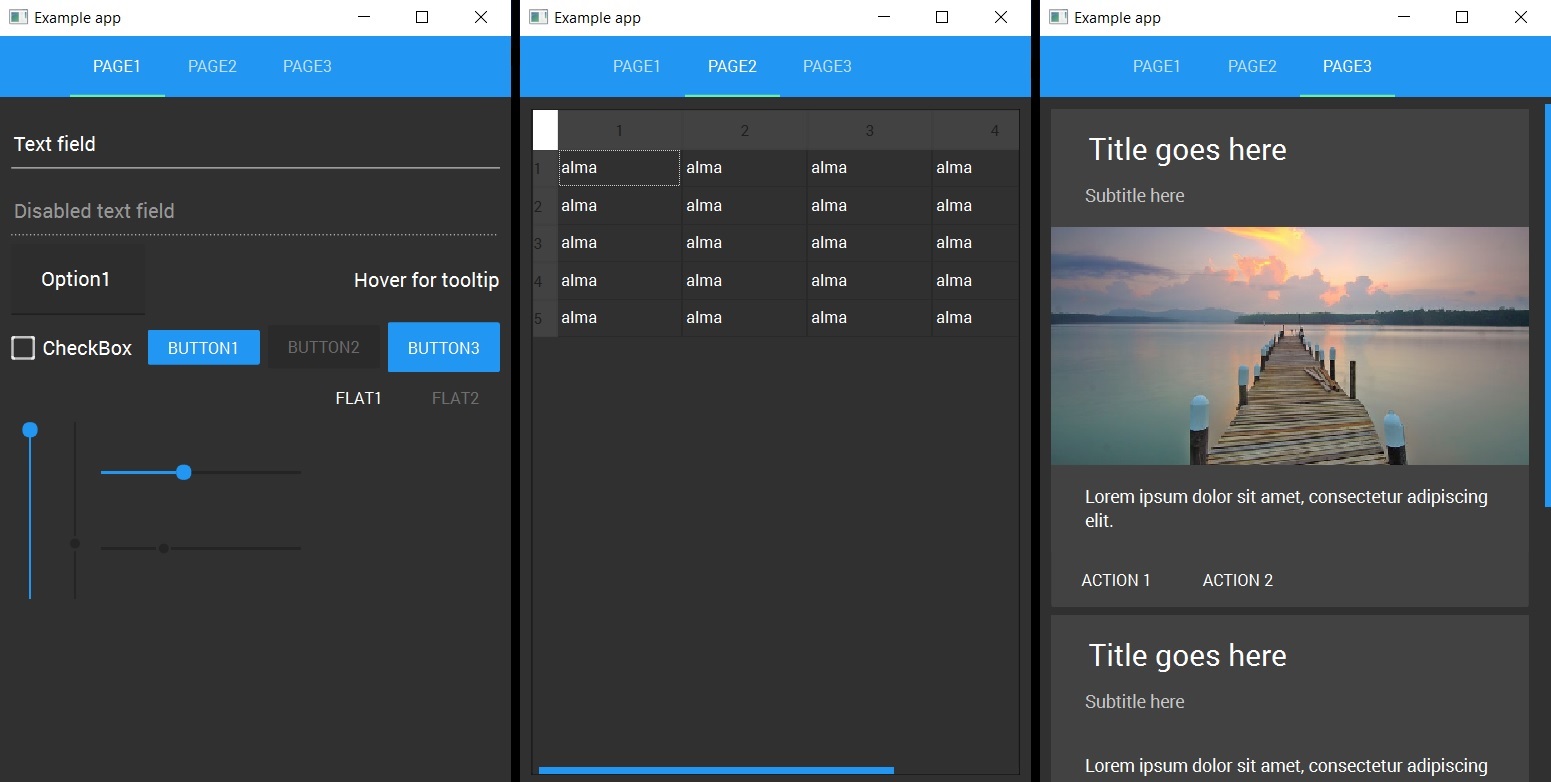 Example app
PAGE1 PAGE2 PAGE3
Text field
Disabled text field
Option1 Hover for tooltip
CheckBox BUTTON1 BUTTON2 BUTTON3
FLAT1 FLAT2
Example app
PAGE1 PAGE2 PAGE3
1 2 3 4
1 alma alma alma alma
2 alma alma alma alma
3 alma alma alma alma
4 alma alma alma alma
5 alma alma alma alma
Example app
PAGE1 PAGE2 PAGE3
Title goes here
Subtitle here
Lorem ipsum dolor sit amet, consectetur adipiscing
elit.
ACTION 1 ACTION 2
Title goes here
Subtitle here
Lorem ipsum dolor sit amet, consectetur adipiscing